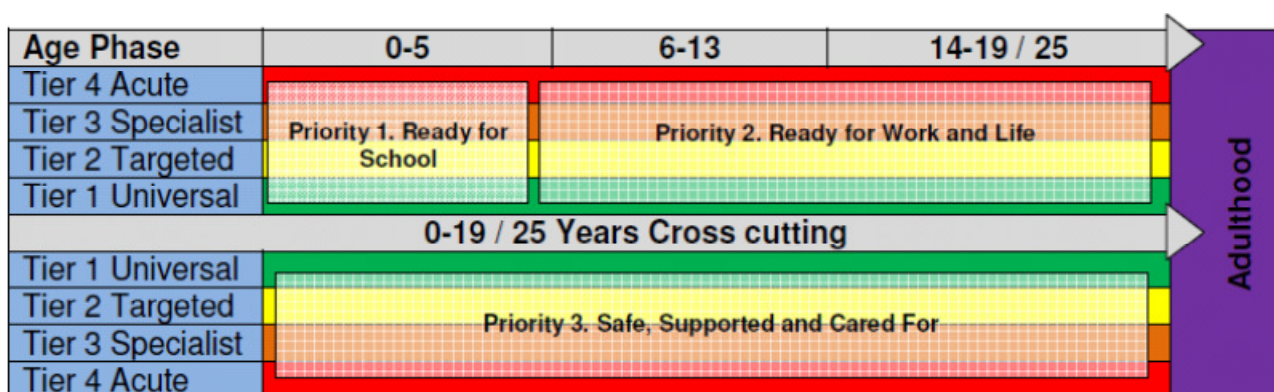 Age Phase 0-5 6-13 14-19 / 25
Tier 4 Acute
Tier 3 Specialist
Tier 2 Targeted
Tier 1 Universal
Priority 1. Ready for
School
Priority 2. Ready for Work and Life
0-19 / 25 Years Cross cutting
Tier 1 Universal
Tier 2 Targeted
Tier 3 Specialist
Tier 4 Acute
Priority 3. Safe, Supported and Cared For
Adulthood